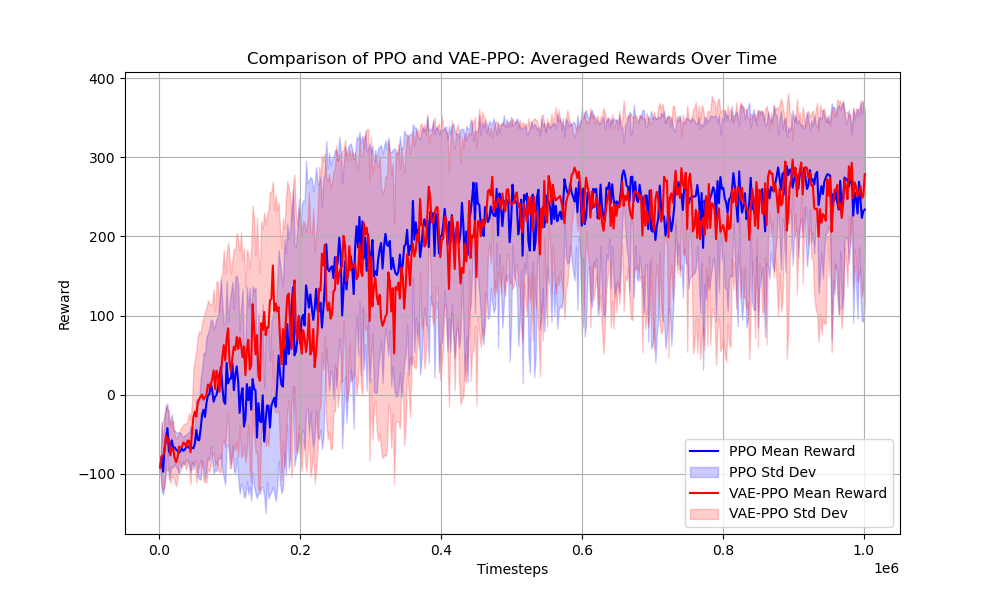 Comparison of PPO and VAE-PPO: Averaged Rewards Over Time
400
300
200
100
0
−100
Reward
0.0
0.2
0.4
0.6
0.8
1.0
1e6
Timesteps
PPO Mean Reward
PPO Std Dev
VAE-PPO Mean Reward
VAE-PPO Std Dev